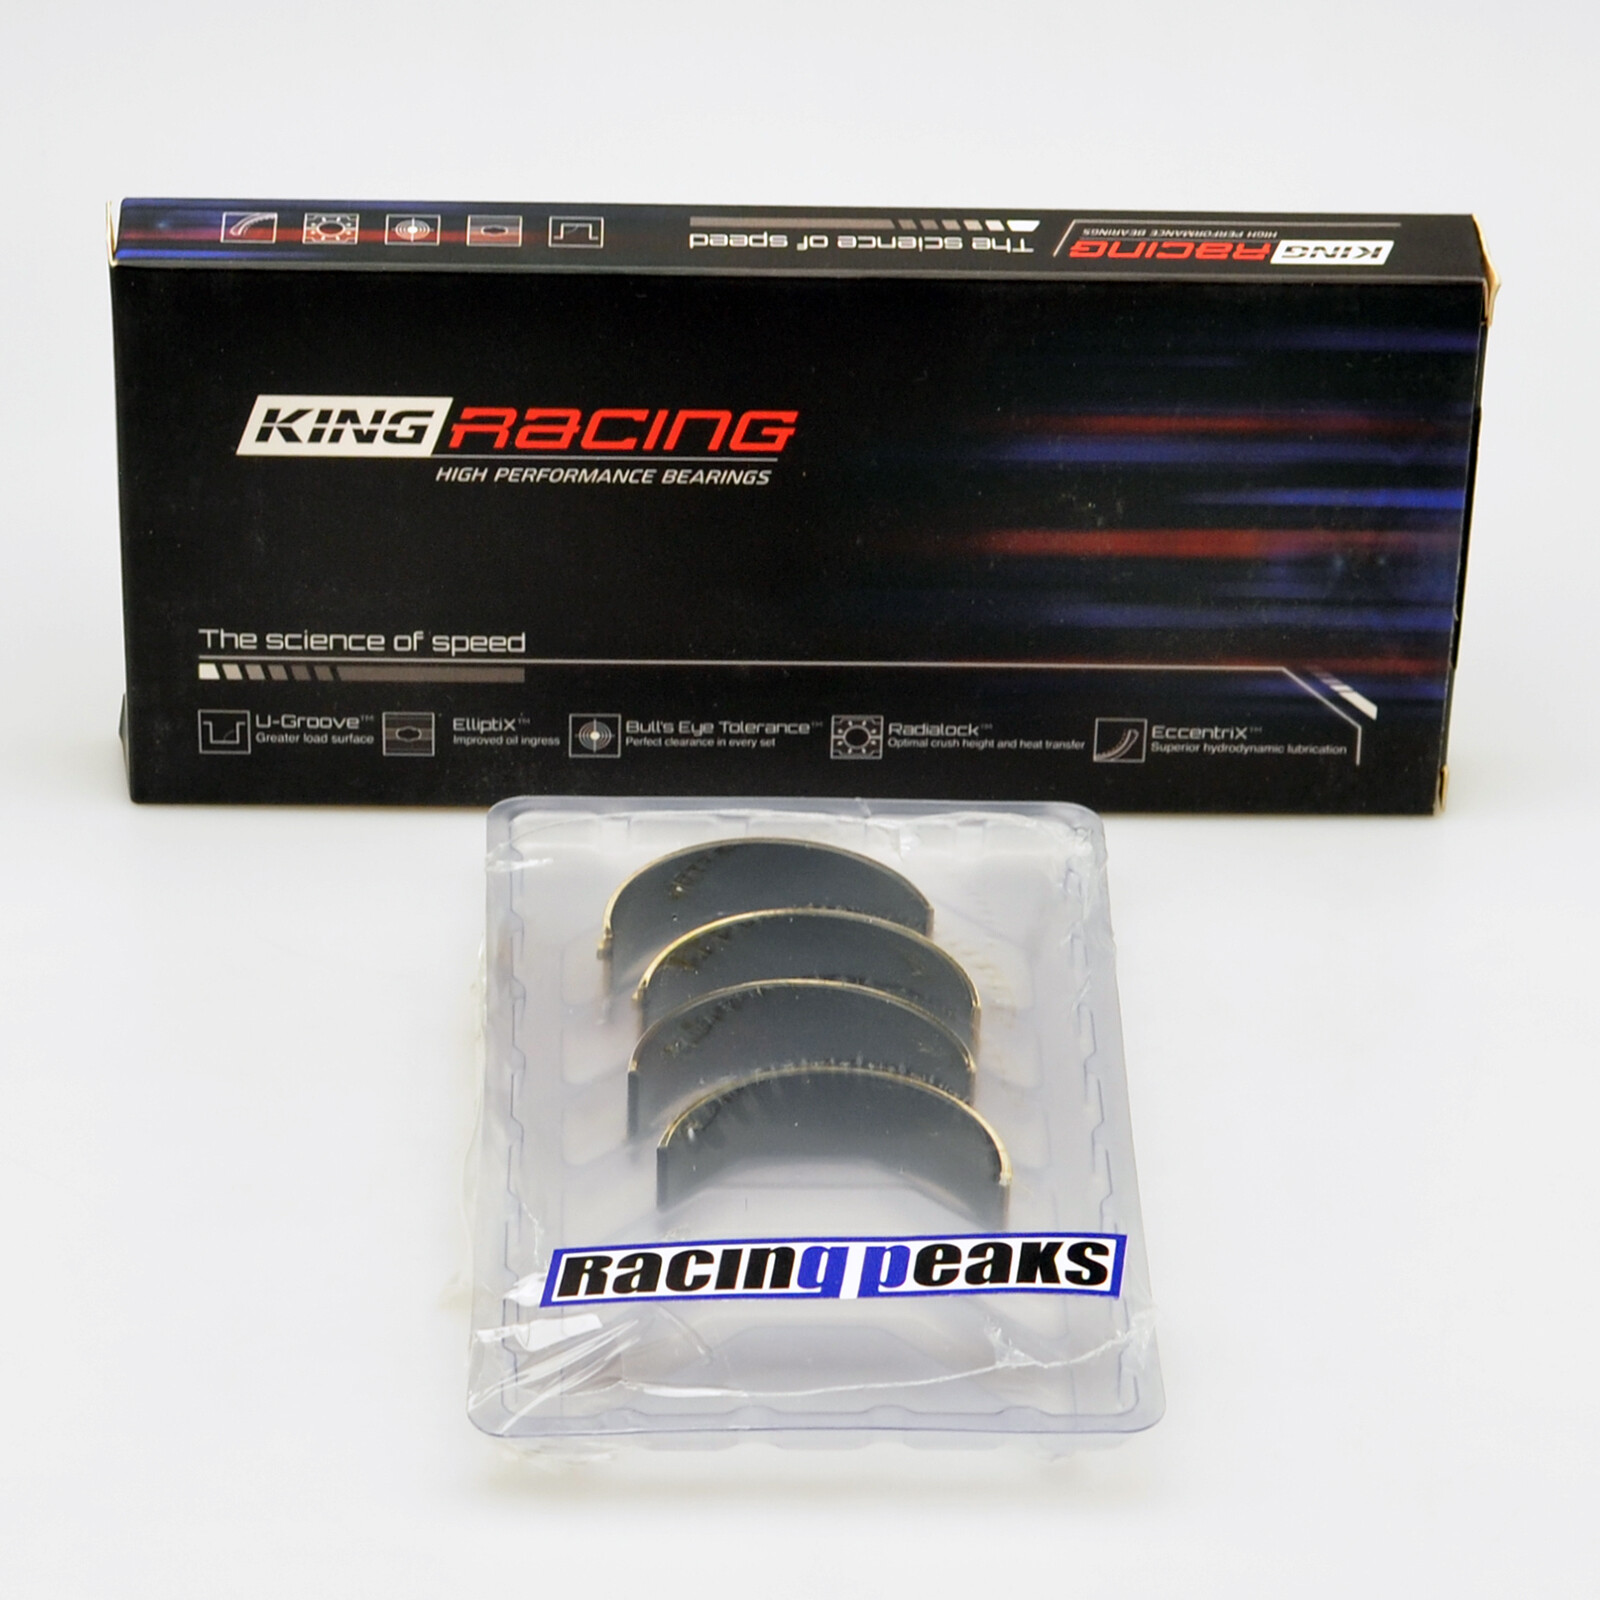 The science of speed
KING RACING
HIGH PERFORMANCE BEARINGS
KING RACING
HIGH PERFORMANCE BEARINGS
The science of speed
U-Groove™
Greater load surface
ElliptiX™
Improved oil ingress
Bull's Eye Tolerance™
Perfect clearance in every set
Radialock™
Optimal crush height and heat transfer
EccentriX™
Superior hydrodynamic lubrication
RACING PEAKS